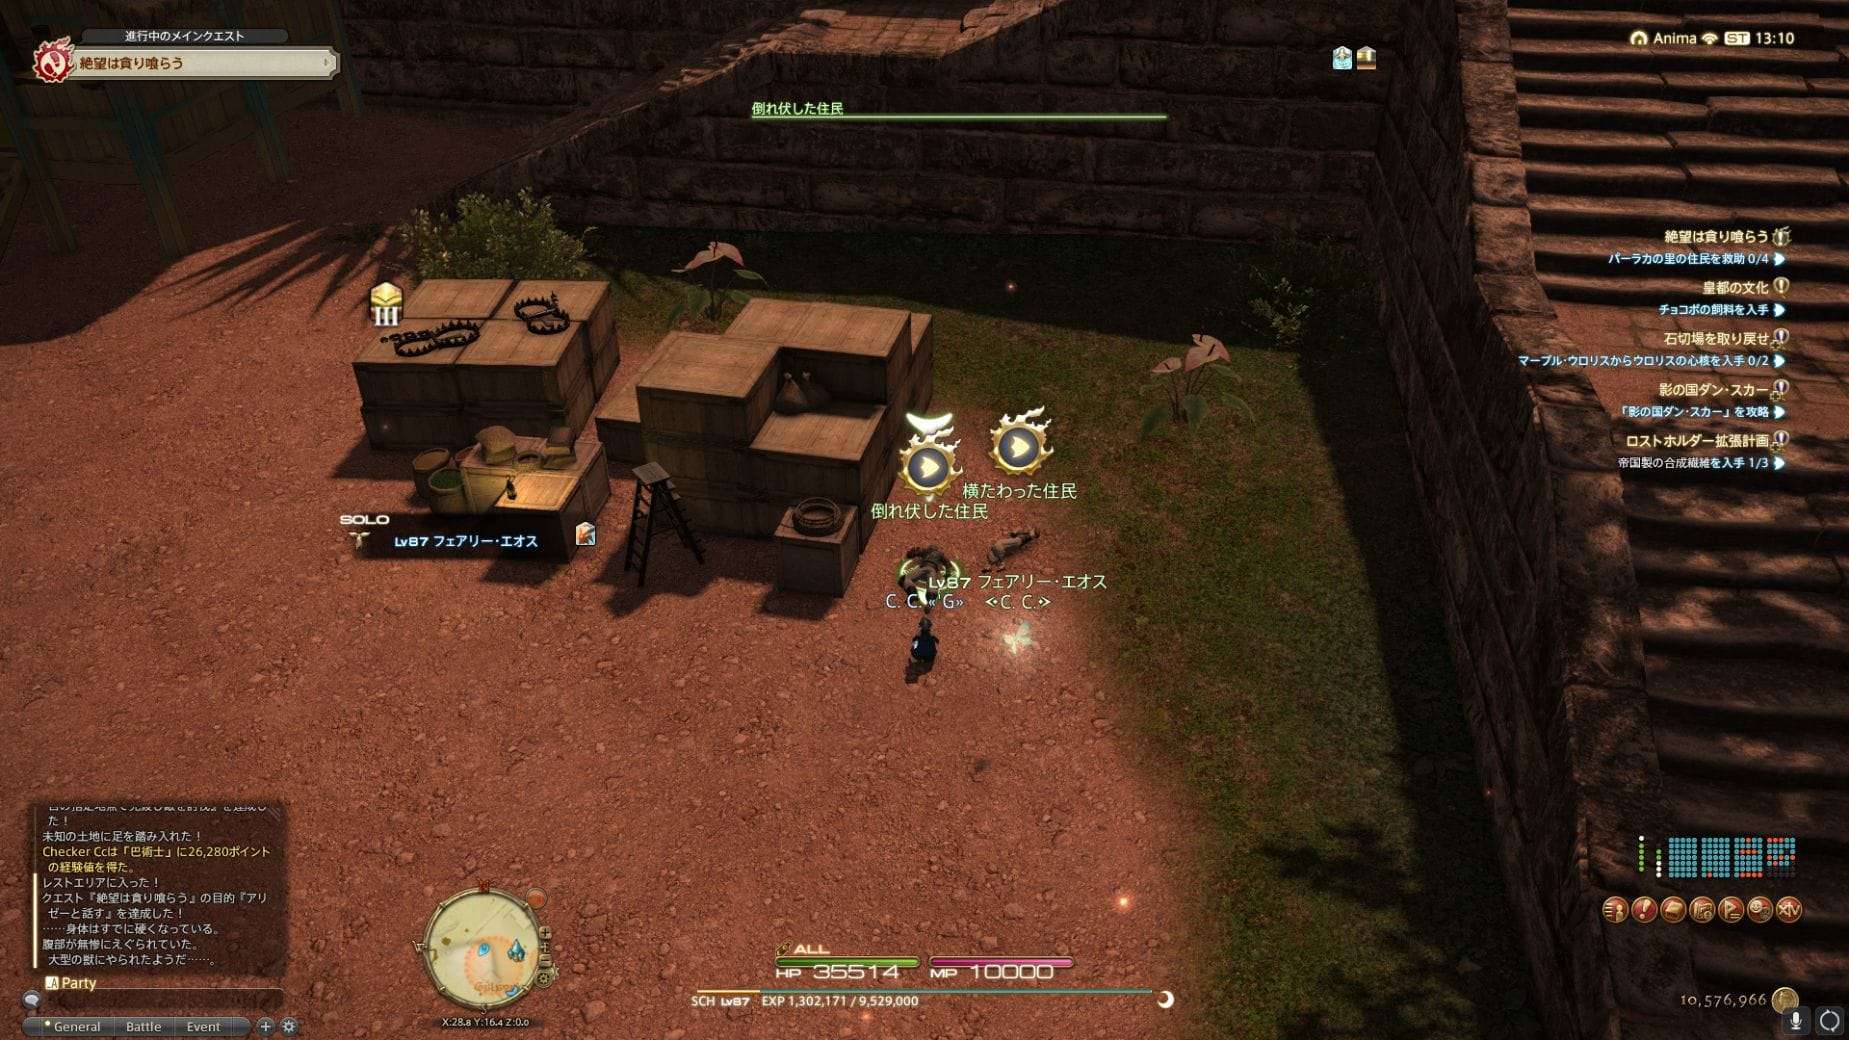 進行中のメインクエスト
絶望は貪り喰らう
Anima ST 13:10
倒れ伏した住民
絶望は貪り喰らう
パーラカの里の住民を救助 0/4
皇都の文化
チョコボの飼料を入手
石切場を取り戻せ
マーブル・ウロリスからウロリスの心核を入手 0/2
影の国ダン・スカー
「影の国ダン・スカー」を攻略
ロストホルダー拡張計画
帝国製の合成繊維を入手 1/3
III
横たわった住民
倒れ伏した住民
SOLO
Lv87 フェアリー・エオス
Lv87 フェアリー・エオス
C. C. «G» <C. C.>
た！
未知の土地に足を踏み入れた！
Checker Ccは「巴術士」に26,280ポイント
の経験値を得た。
レストエリアに入った！
クエスト『絶望は貪り喰らう』の目的『アリ
ゼーと話す』を達成した！
……身体はすでに硬くなっている。
腹部が無惨にえぐられていた。
大型の獣にやられたようだ……。
Party
General Battle Event
X:28.8 Y:16.4 Z:0.0
ALL
HP 35514 MP 10000
SCH Lv87 EXP 1,302,171 / 9,529,000
XIV
10,576,966